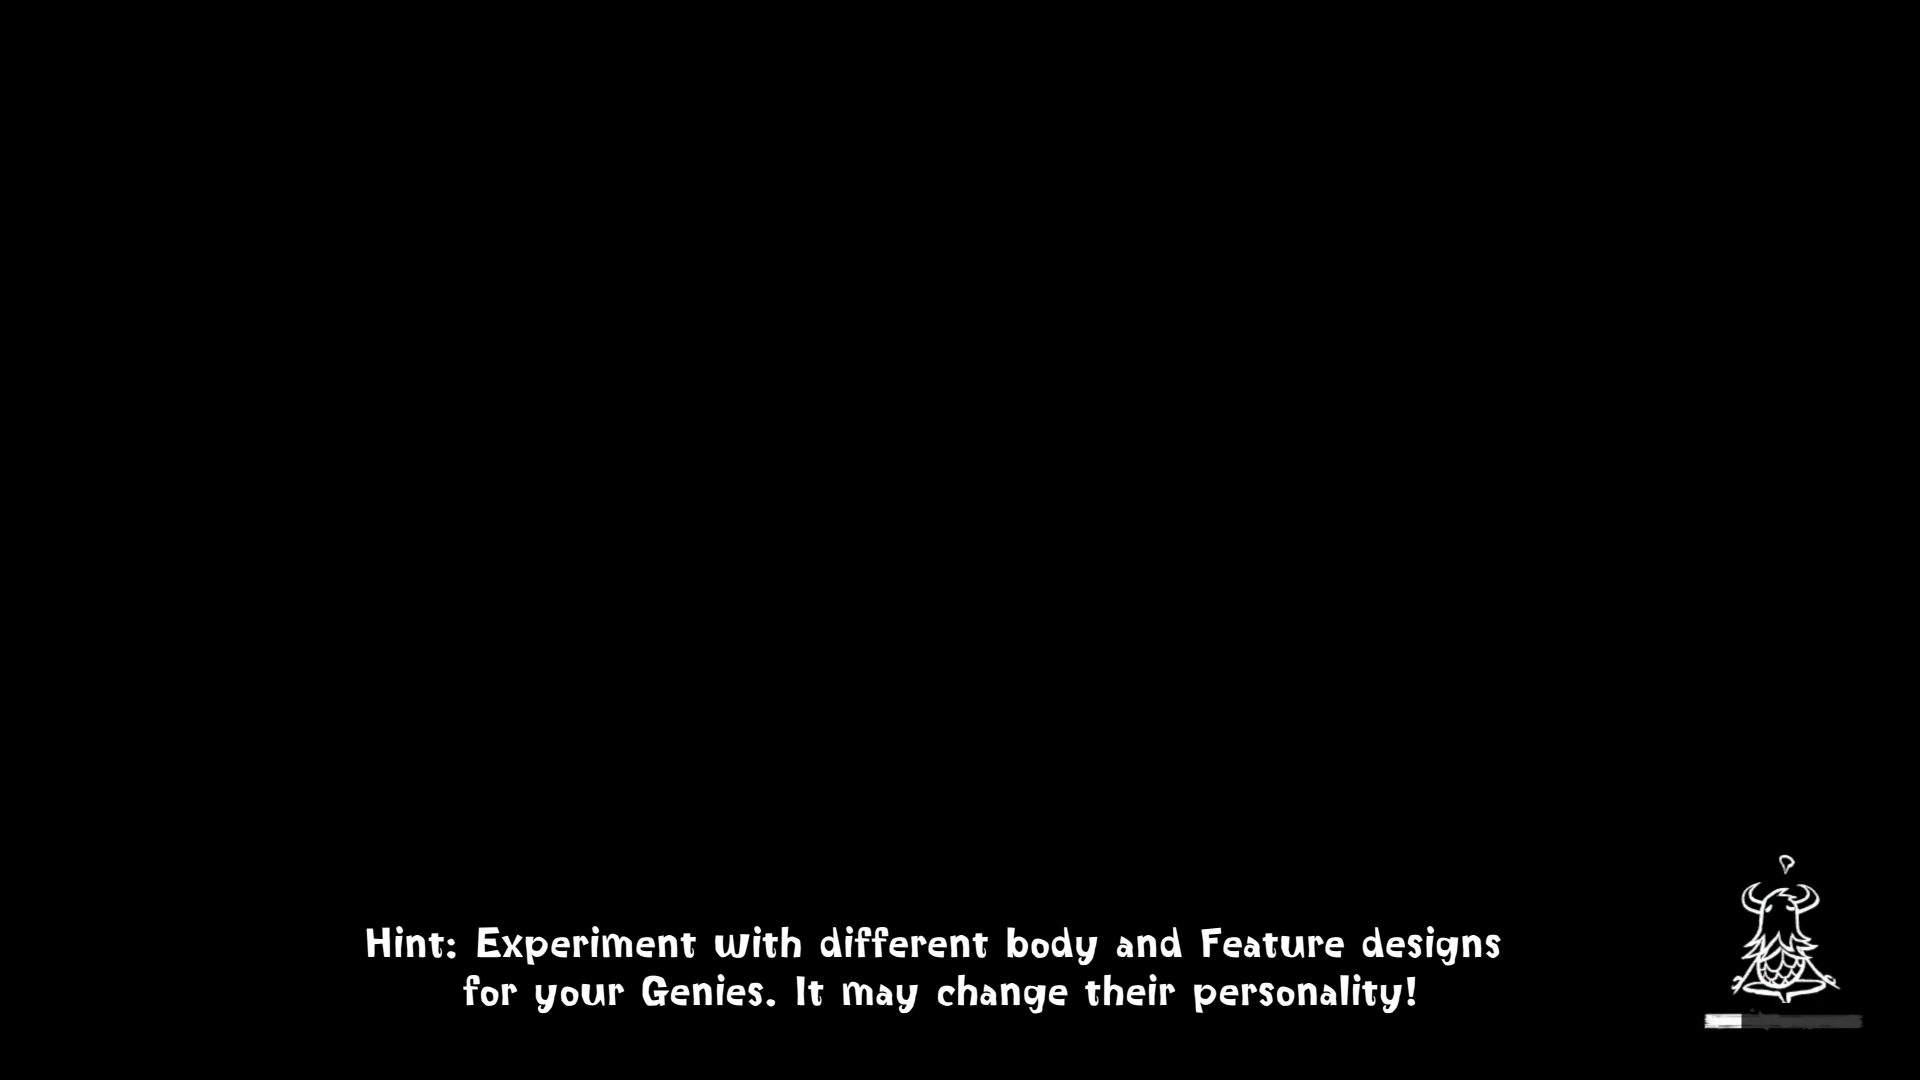 Hint: Experiment with different body and Feature designs
for your Genies. It may change their personality!